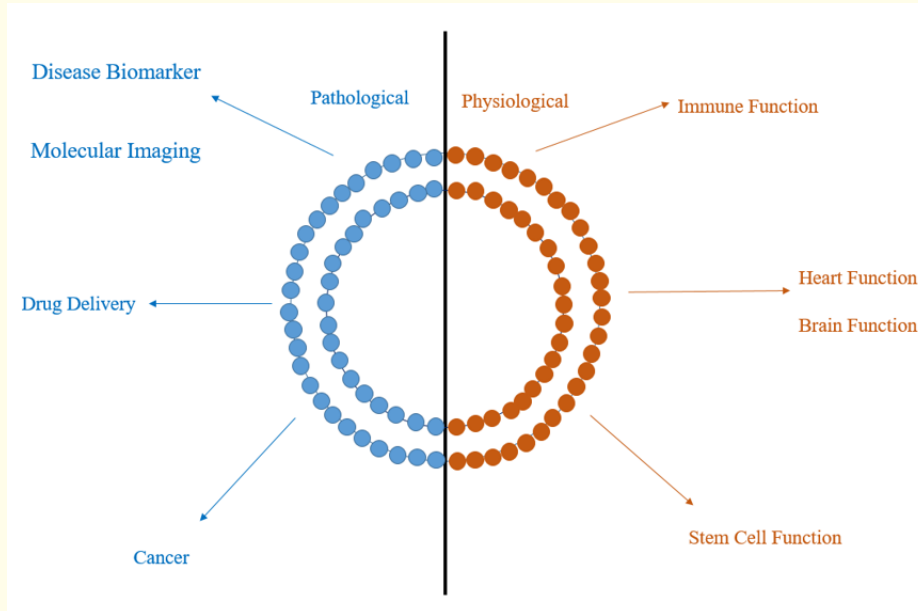 Disease Biomarker
Molecular Imaging
Pathological
Physiological
Immune Function
Drug Delivery
Heart Function
Brain Function
Cancer
Stem Cell Function